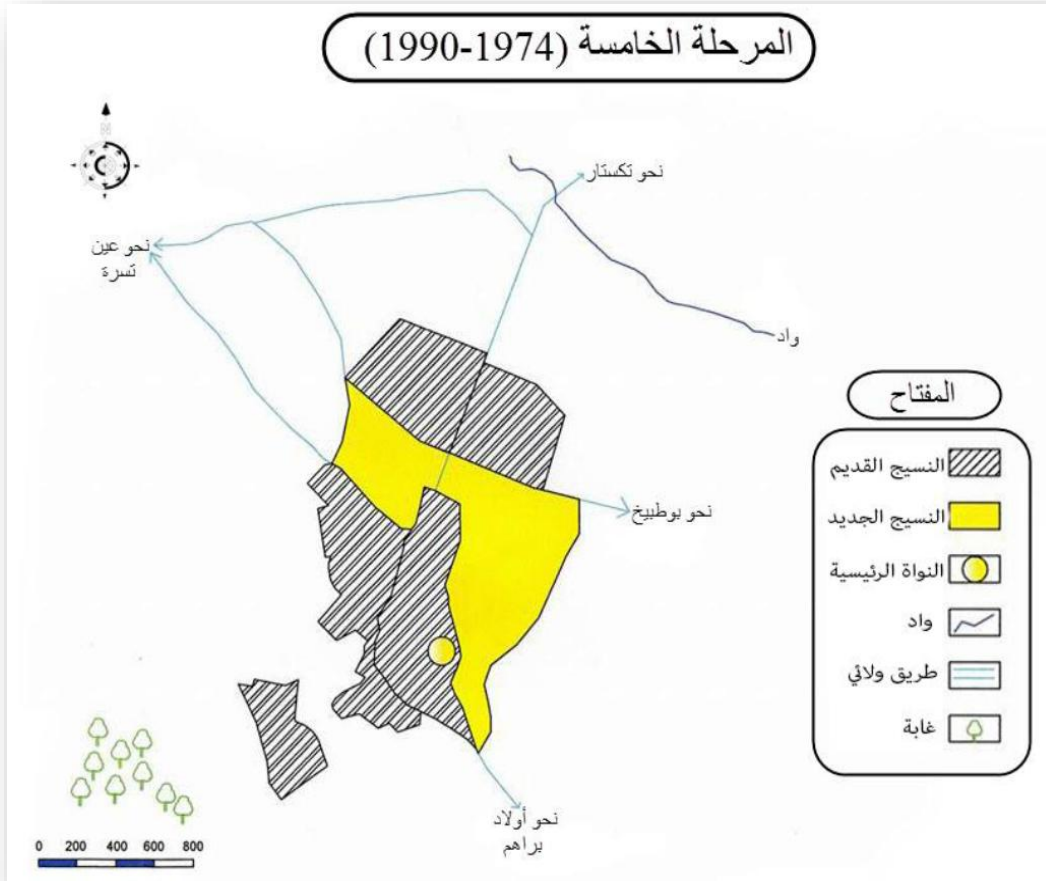 المرحلة الخامسة (1974-1990)
نحو تكستار
نحو عين
تسرة
واد
نحو بوطبيخ
نحو أولاد
براهم
المفتاح
النسيج القديم
النسيج الجديد
النواة الرئيسية
واد
طريق ولائي
غابة
0 200 400 600 800